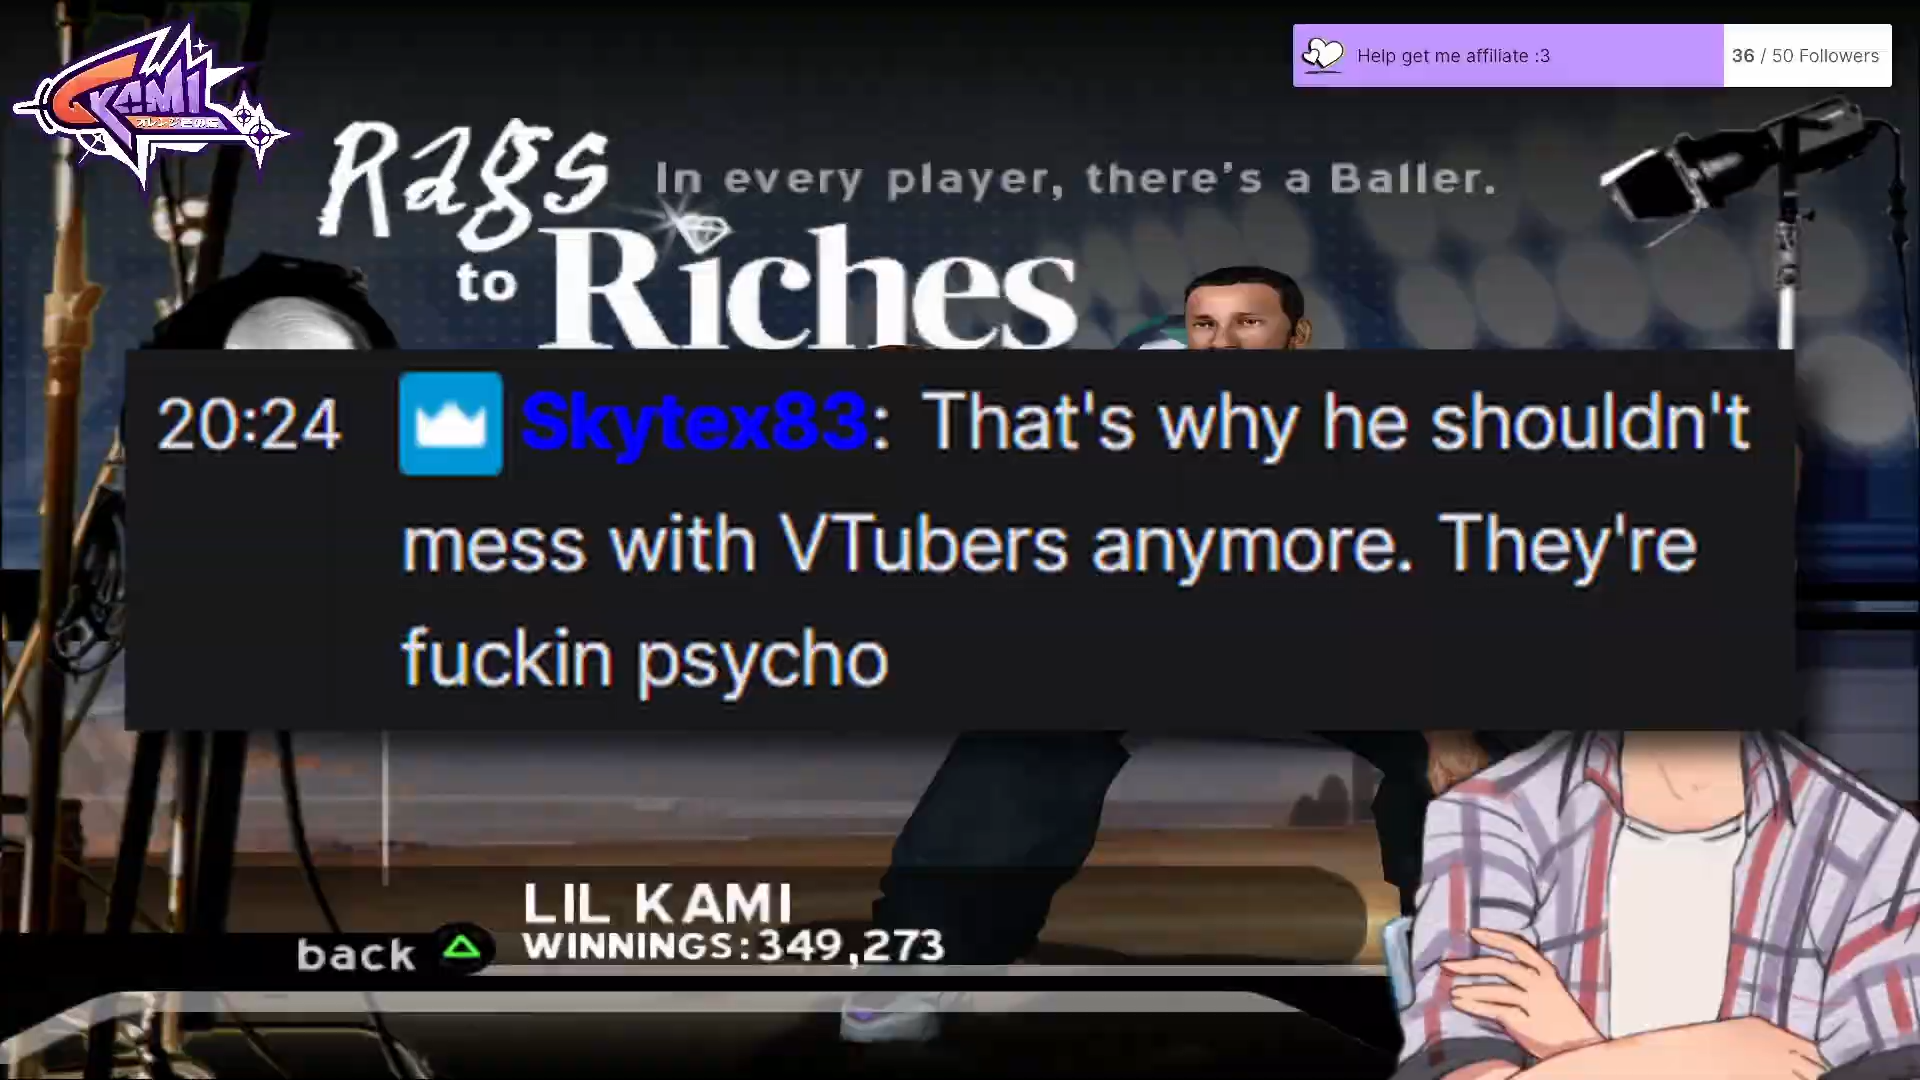 KAMI
Help get me affiliate :3
36 / 50 Followers
Rags
In every player, there's a Baller.
to Riches
20:24 Skytex83: That's why he shouldn't
mess with VTubers anymore. They're
fuckin psycho
LIL KAMI
WINNINGS:349,273
back